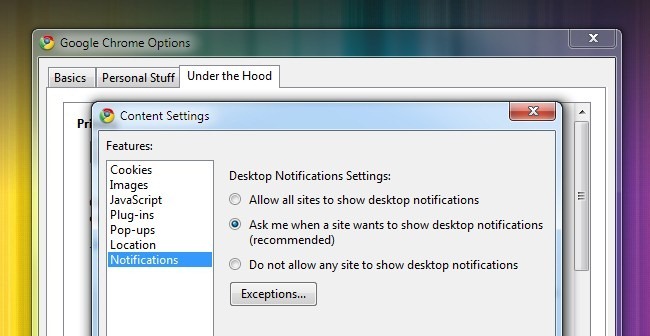 Google Chrome Options
Basics
Personal Stuff
Under the Hood
Content Settings
Features:
Cookies
Images
JavaScript
Plug-ins
Pop-ups
Location
Notifications
Desktop Notifications Settings:
Allow all sites to show desktop notifications
Ask me when a site wants to show desktop notifications
(recommended)
Do not allow any site to show desktop notifications
Exceptions...